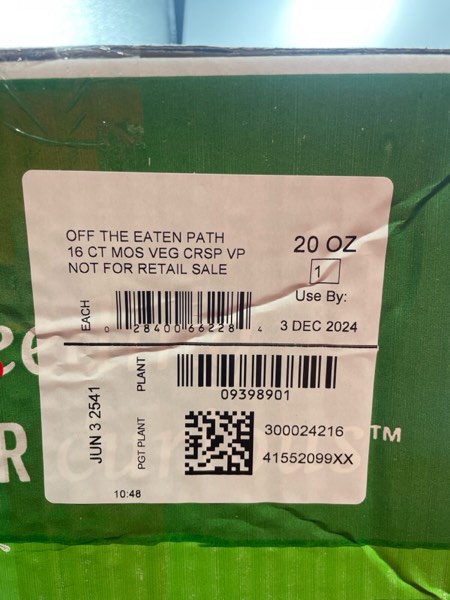 OFF THE EATEN PATH
16 CT MOS VEG CRSP VP
NOT FOR RETAIL SALE
20 OZ
1
Use By:
3 DEC 2024
EACH
0 28400 66228 4
JUN 3 2541
PGT PLANT
PLANT
09398901
300024216
41552099XX
10:48
R
TM